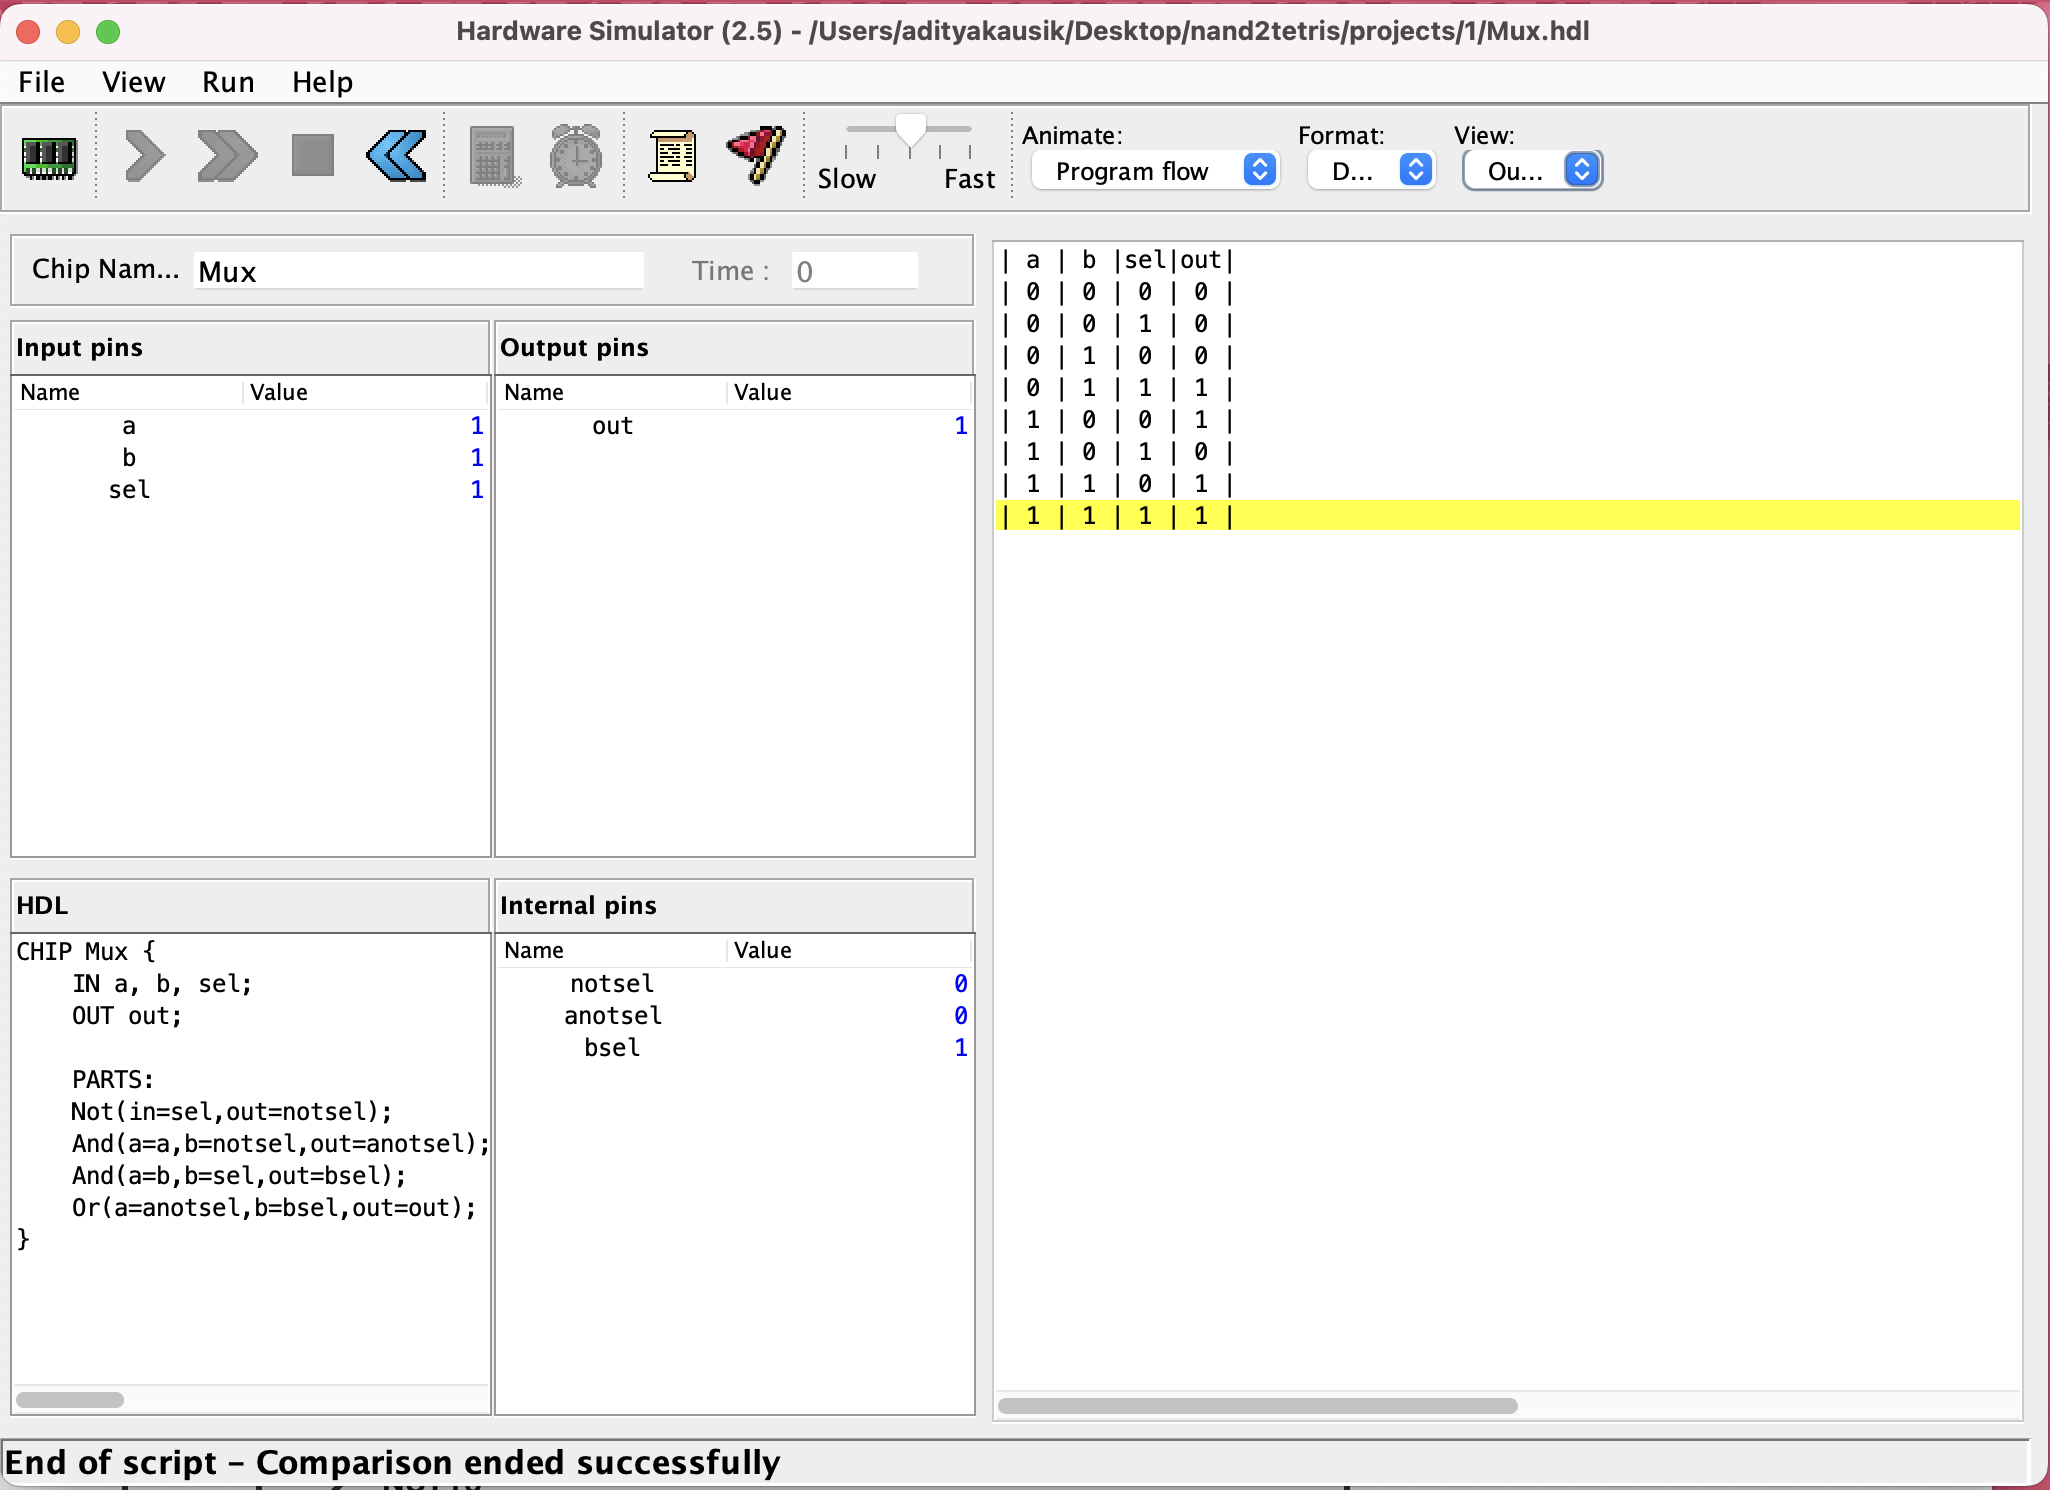 Hardware Simulator (2.5) - /Users/adityakausik/Desktop/nand2tetris/projects/1/Mux.hdl
File View Run Help
Animate: Format: View:
Slow Fast Program flow D... Ou...
Chip Nam... Mux Time : 0
Input pins Output pins
Name Value Name Value
a 1 out 1
b 1
sel 1
| a | b |sel|out|
| 0 | 0 | 0 | 0 |
| 0 | 0 | 1 | 0 |
| 0 | 1 | 0 | 0 |
| 0 | 1 | 1 | 1 |
| 1 | 0 | 0 | 1 |
| 1 | 0 | 1 | 0 |
| 1 | 1 | 0 | 1 |
| 1 | 1 | 1 | 1 |
HDL
CHIP Mux {
    IN a, b, sel;
    OUT out;
    PARTS:
    Not(in=sel,out=notsel);
    And(a=a,b=notsel,out=anotsel);
    And(a=b,b=sel,out=bsel);
    Or(a=anotsel,b=bsel,out=out);
}
Internal pins
Name Value
notsel 0
anotsel 0
bsel 1
End of script – Comparison ended successfully